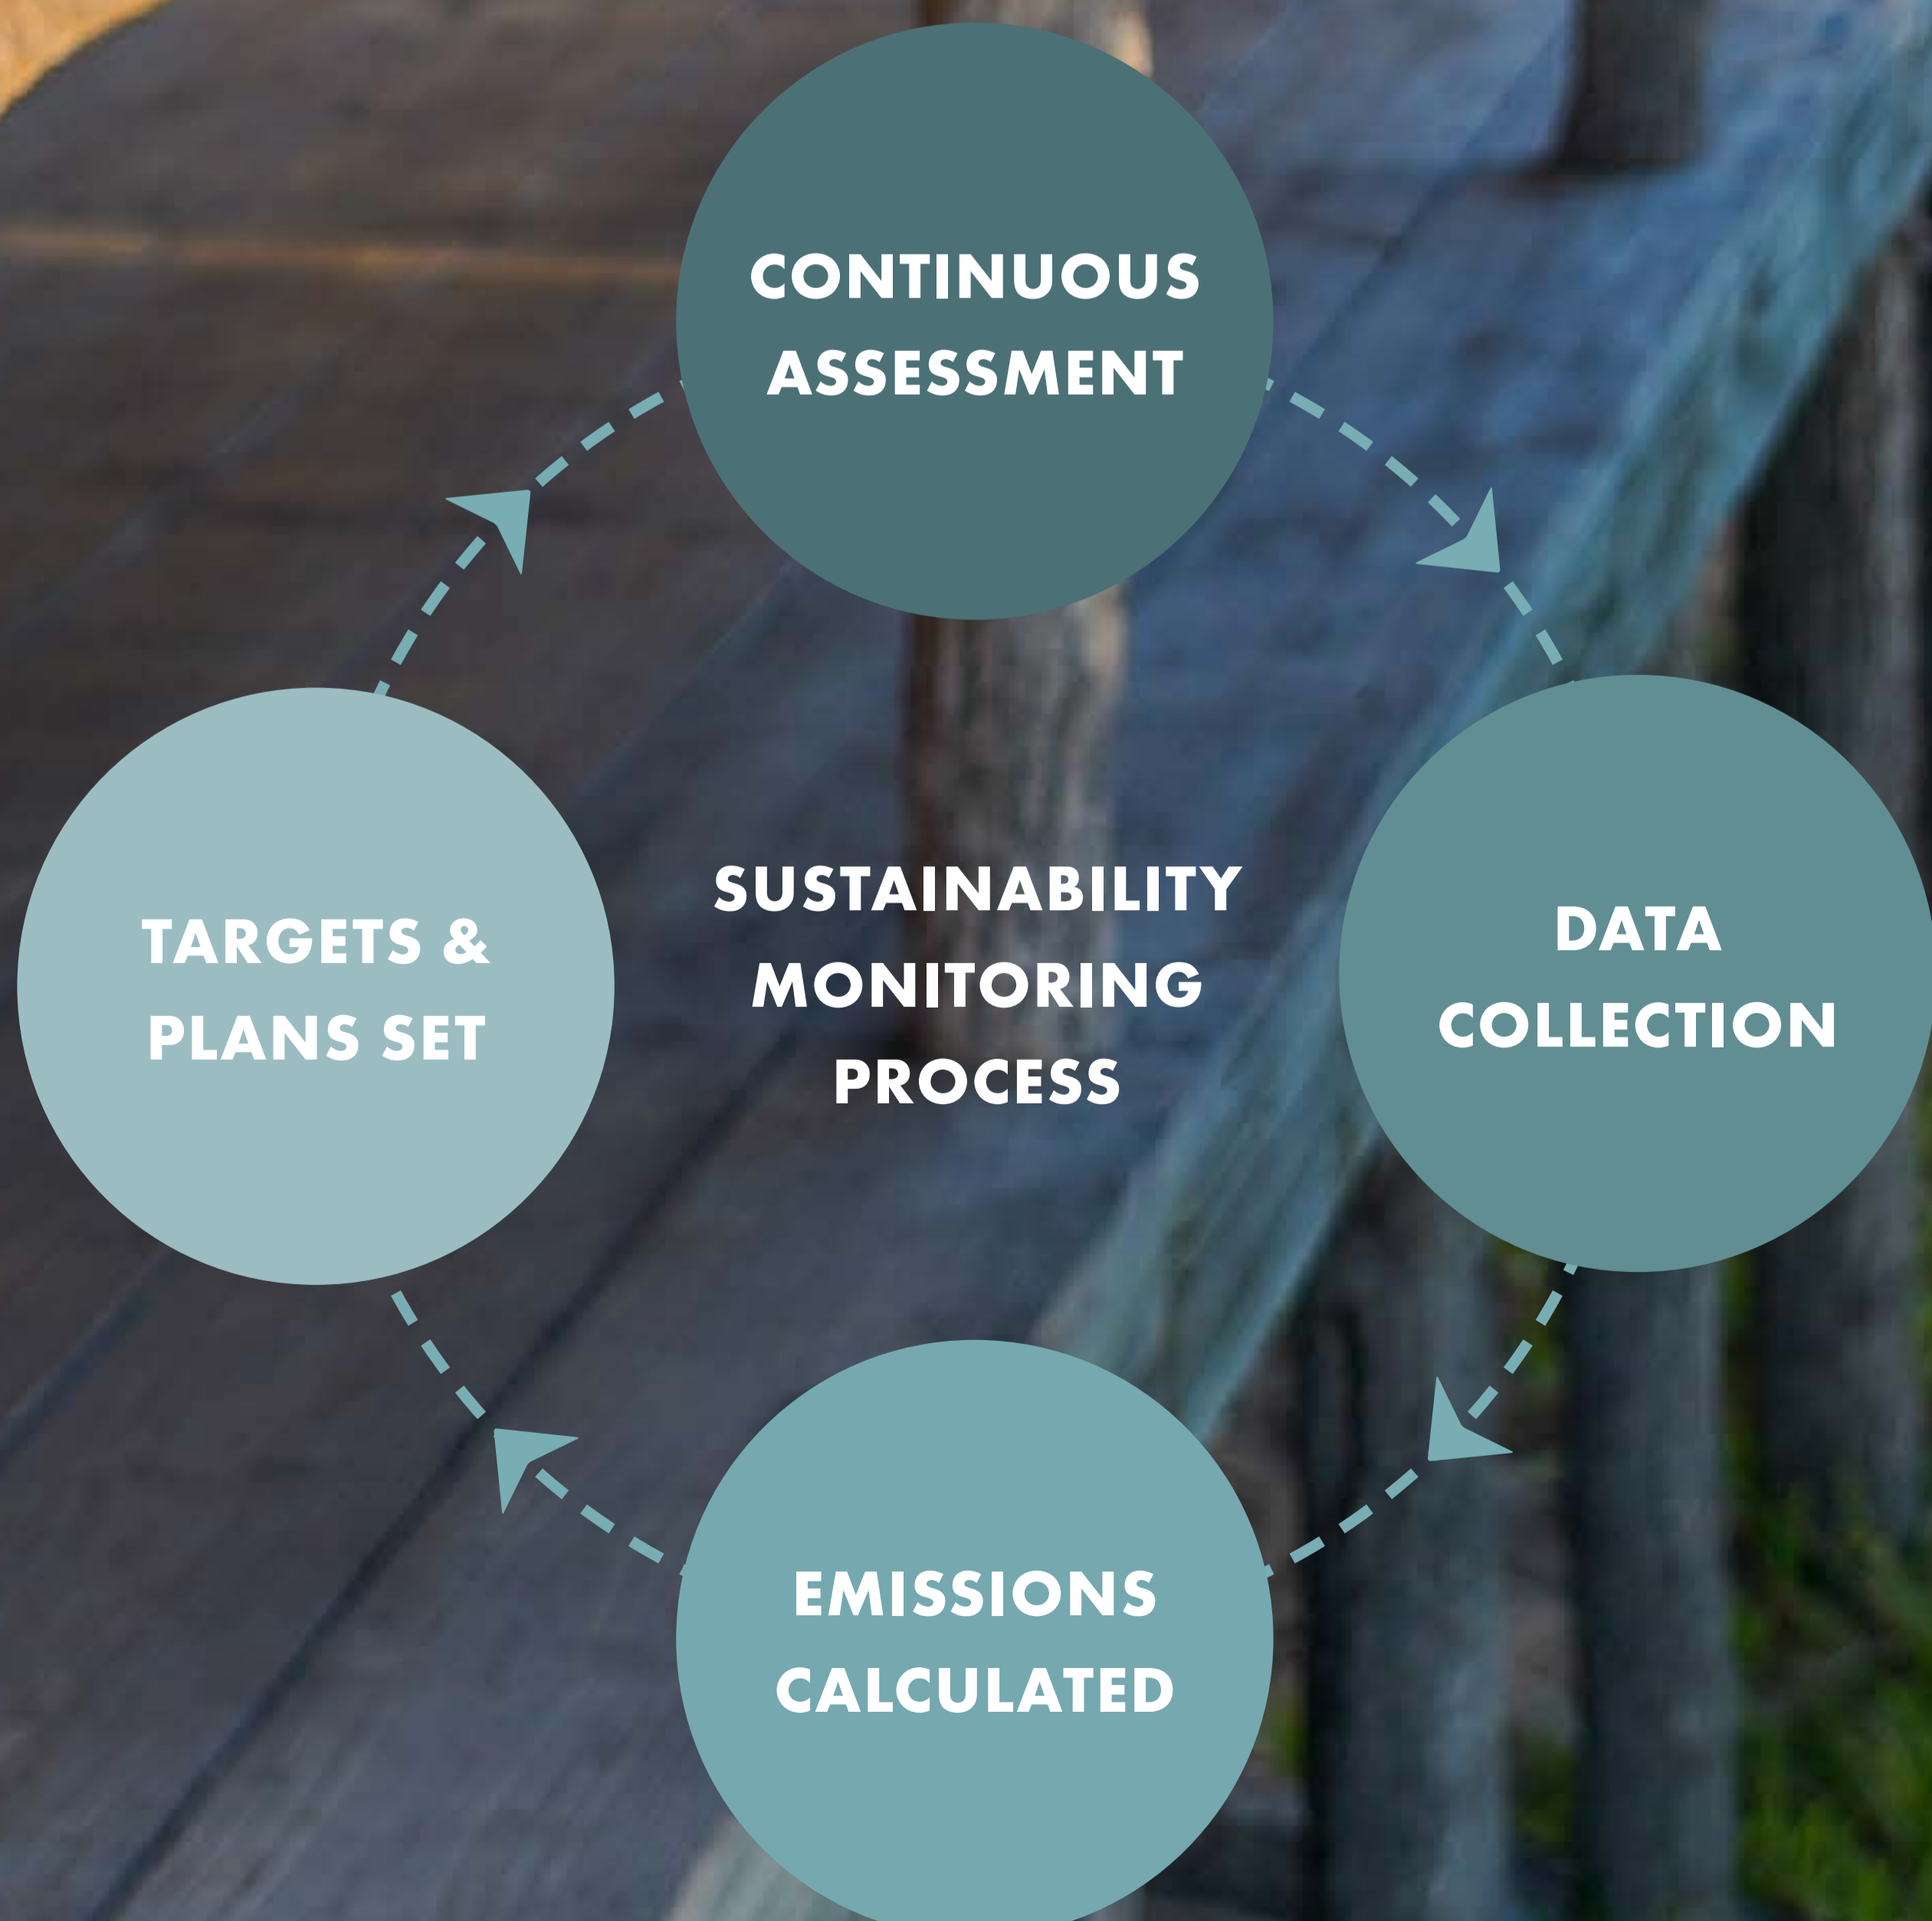 CONTINUOUS
ASSESSMENT
TARGETS &
PLANS SET
SUSTAINABILITY
MONITORING
PROCESS
DATA
COLLECTION
EMISSIONS
CALCULATED